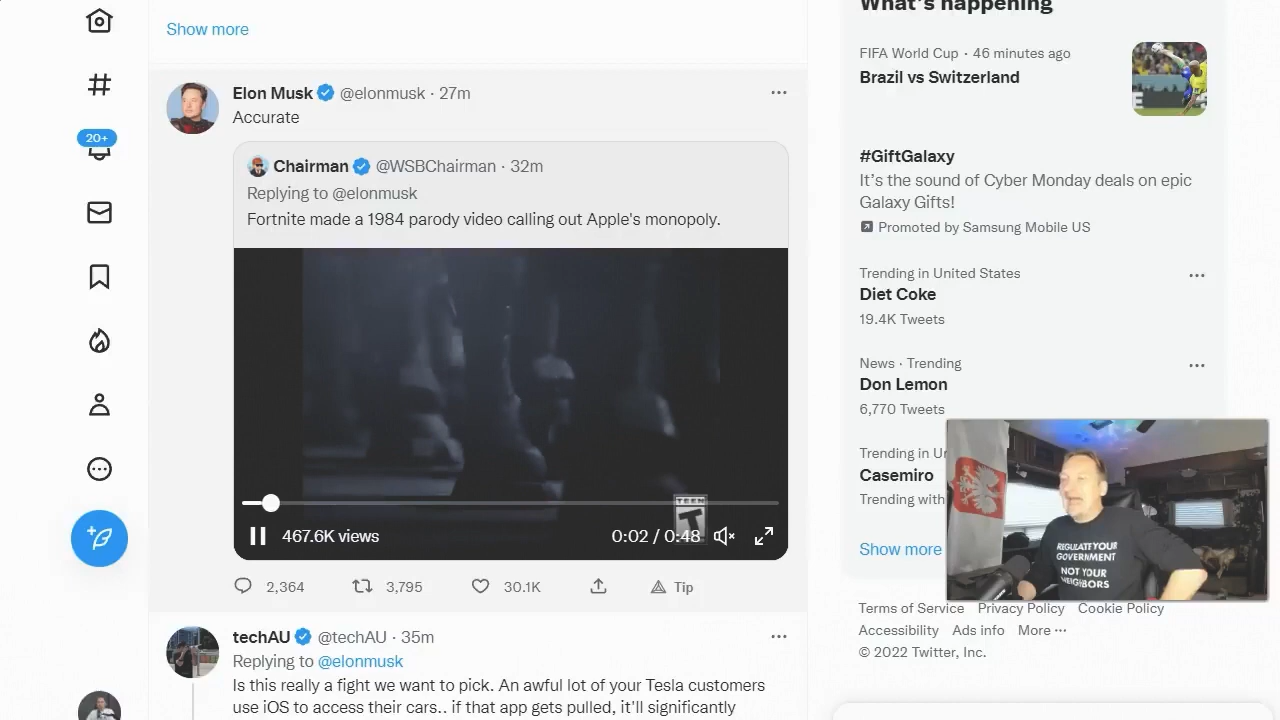 Show more
20+
Elon Musk @elonmusk · 27m
Accurate
Chairman @WSBChairman · 32m
Replying to @elonmusk
Fortnite made a 1984 parody video calling out Apple's monopoly.
TEEN
T
467.6K views
0:02 / 0:48
2,364
3,795
30.1K
Tip
techAU @techAU · 35m
Replying to @elonmusk
Is this really a fight we want to pick. An awful lot of your Tesla customers
use iOS to access their cars.. if that app gets pulled, it'll significantly
What's happening
FIFA World Cup · 46 minutes ago
Brazil vs Switzerland
#GiftGalaxy
It's the sound of Cyber Monday deals on epic
Galaxy Gifts!
Promoted by Samsung Mobile US
Trending in United States
Diet Coke
19.4K Tweets
News · Trending
Don Lemon
6,770 Tweets
Trending in
Casemiro
Trending with
Show more
REGULATE YOUR
GOVERNMENT
NOT YOUR
NEIGHBORS
Terms of Service Privacy Policy Cookie Policy
Accessibility Ads info More ···
© 2022 Twitter, Inc.